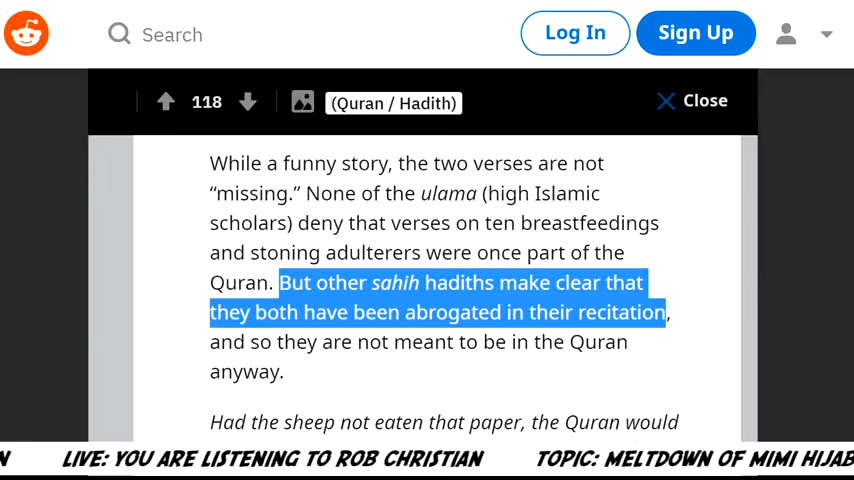 Search
Log In
Sign Up
118
(Quran / Hadith)
Close
While a funny story, the two verses are not
“missing.” None of the ulama (high Islamic
scholars) deny that verses on ten breastfeedings
and stoning adulterers were once part of the
Quran. But other sahih hadiths make clear that
they both have been abrogated in their recitation,
and so they are not meant to be in the Quran
anyway.
Had the sheep not eaten that paper, the Quran would
N LIVE: YOU ARE LISTENING TO ROB CHRISTIAN TOPIC: MELTDOWN OF MIMI HIJAB